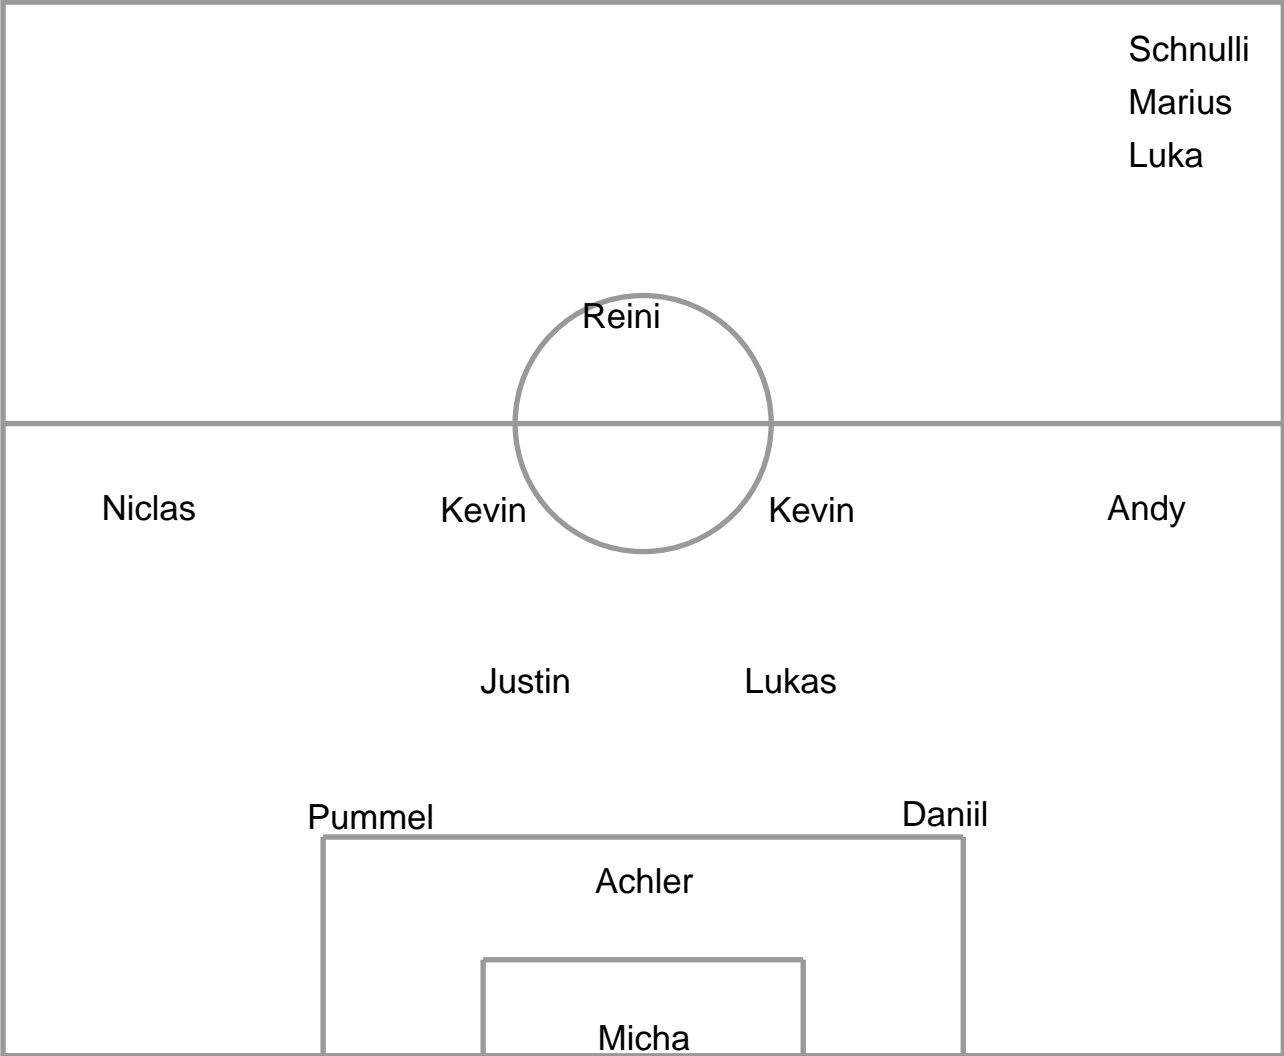 Schnulli
Marius
Luka
Reini
Niclas Kevin Kevin Andy
Justin Lukas
Pummel Daniil
Achler
Micha